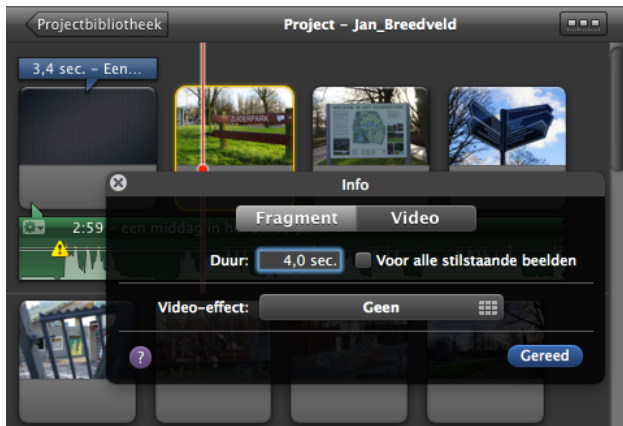 Projectbibliotheek
Project – Jan_Breedveld
3,4 sec. – Een...
ZUIDERPARK
Info
Fragment
Video
2:59 – een middag in he
Duur:
4,0 sec.
Voor alle stilstaande beelden
Video-effect:
Geen
?
Gereed